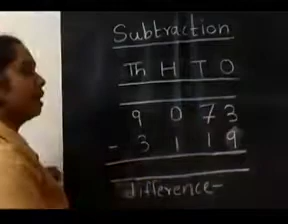 Subtraction
Th H T O
9 0 7 3
- 3 1 1 9
difference-